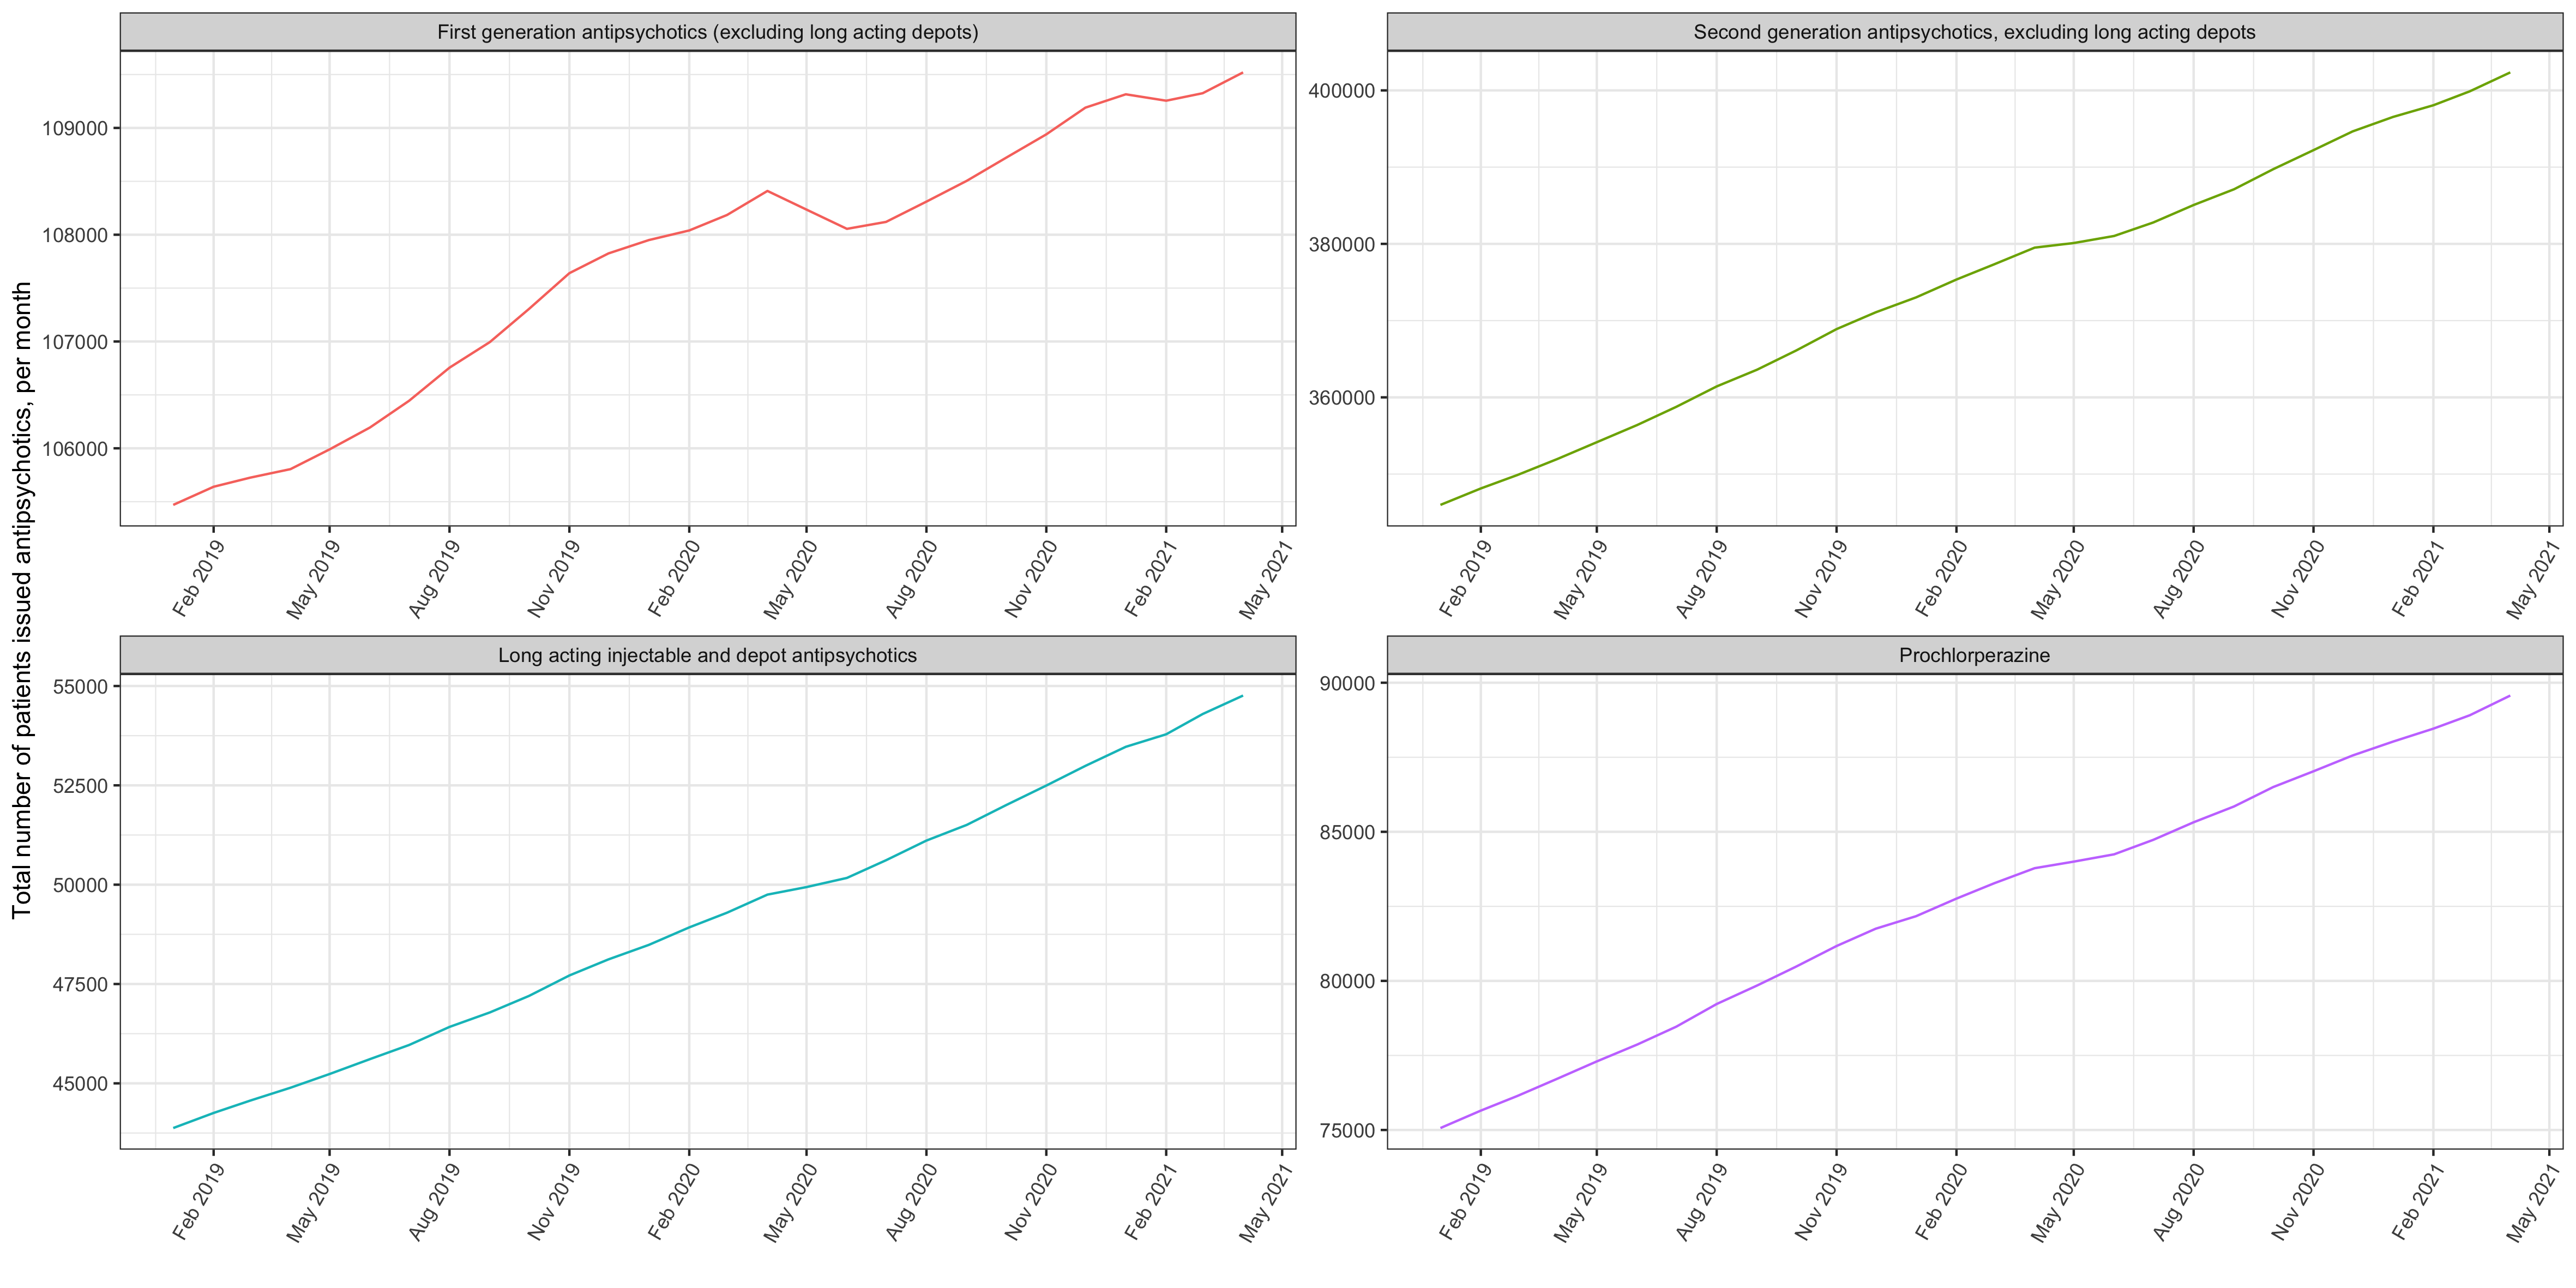 Total number of patients issued antipsychotics, per month
First generation antipsychotics (excluding long acting depots)
109000
108000
107000
106000
Feb 2019
May 2019
Aug 2019
Nov 2019
Feb 2020
May 2020
Aug 2020
Nov 2020
Feb 2021
May 2021
Second generation antipsychotics, excluding long acting depots
400000
380000
360000
Feb 2019
May 2019
Aug 2019
Nov 2019
Feb 2020
May 2020
Aug 2020
Nov 2020
Feb 2021
May 2021
Long acting injectable and depot antipsychotics
55000
52500
50000
47500
45000
Feb 2019
May 2019
Aug 2019
Nov 2019
Feb 2020
May 2020
Aug 2020
Nov 2020
Feb 2021
May 2021
Prochlorperazine
90000
85000
80000
75000
Feb 2019
May 2019
Aug 2019
Nov 2019
Feb 2020
May 2020
Aug 2020
Nov 2020
Feb 2021
May 2021